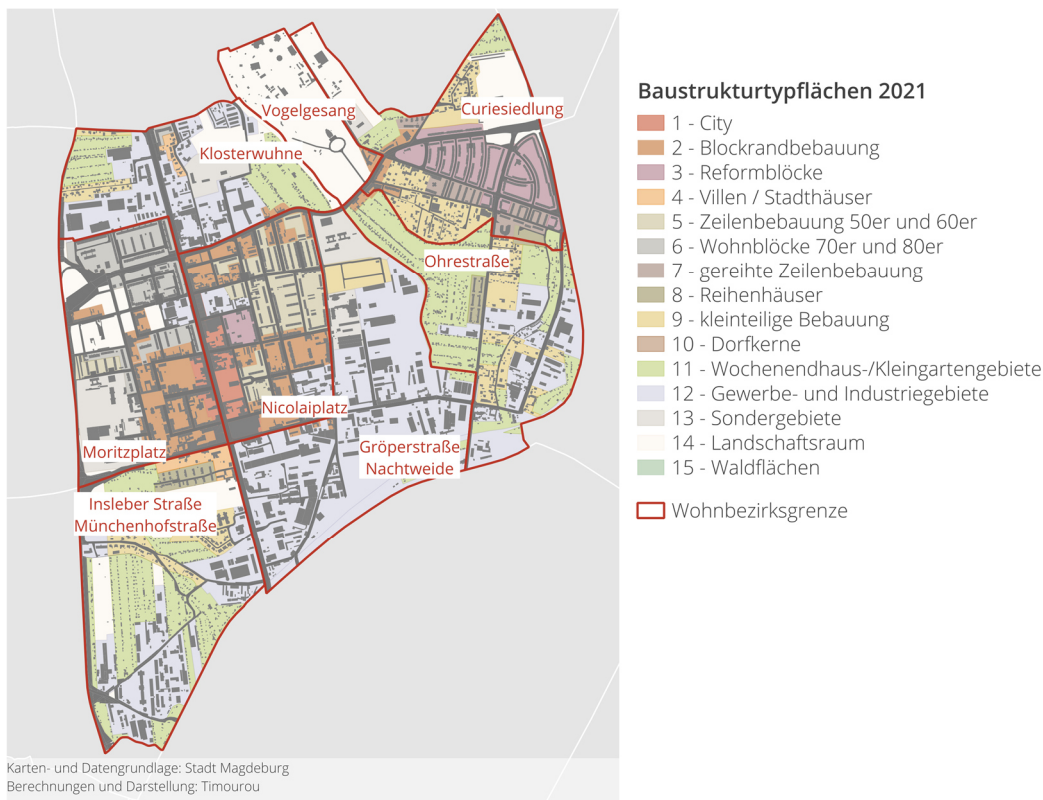 Vogelgesang
Curiesiedlung
Klosterwuhne
Ohrestraße
Nicolaiplatz
Moritzplatz
Gröperstraße
Nachtweide
Insleber Straße
Münchenhofstraße
Karten- und Datengrundlage: Stadt Magdeburg
Berechnungen und Darstellung: Timourou
Baustrukturtypflächen 2021
1 - City
2 - Blockrandbebauung
3 - Reformblöcke
4 - Villen / Stadthäuser
5 - Zeilenbebauung 50er und 60er
6 - Wohnblöcke 70er und 80er
7 - gereihte Zeilenbebauung
8 - Reihenhäuser
9 - kleinteilige Bebauung
10 - Dorfkerne
11 - Wochenendhaus-/Kleingartengebiete
12 - Gewerbe- und Industriegebiete
13 - Sondergebiete
14 - Landschaftsraum
15 - Waldflächen
Wohnbezirksgrenze